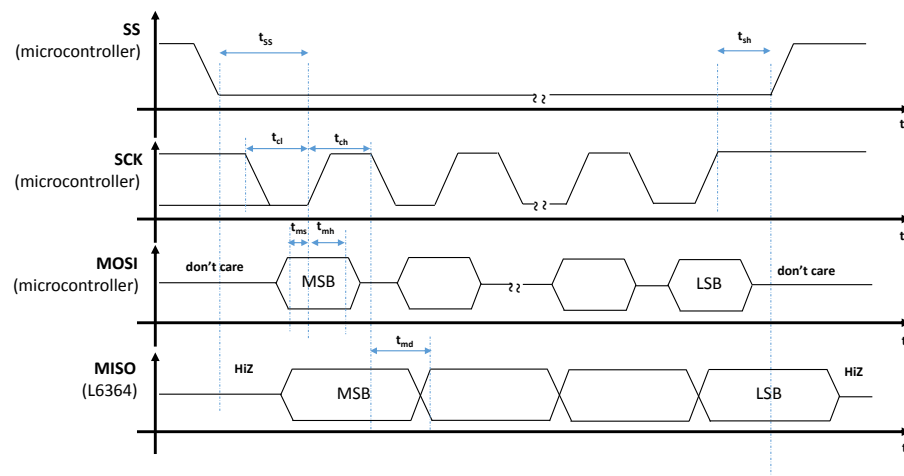 SS
(microcontroller)
tss
tsh
t
SCK
(microcontroller)
tcl
tch
t
MOSI
(microcontroller)
don't care
tms
tmh
MSB
LSB
don't care
t
MISO
(L6364)
HiZ
MSB
tmd
LSB
HiZ
t